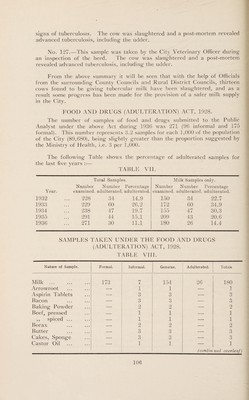 signs of tuberculosis. The cow was slaughtered and a post-mortem revealed
advanced tuberculosis, including the udder.
No. 127.—This sample was taken by the City Veterinary Officer during
an inspection of the herd. The cow was slaughtered and a post-mortem
revealed advanced tuberculosis, including the udder.
From the above summary it will be seen that with the help of Officials
from the surrounding County Councils and Rural District Councils, thirteen
cows found to be giving tubercular milk have been slaughtered, and as a
result some progress has been made for the provision of a safer milk supply
in the City.
FOOD AND DRUGS (ADULTERATION) ACT, 1928.
The number of samples of food and drugs submitted to the Public
Analyst under the above Act during 1936 was 271 (98 informal and 173
formal). This number represents 3.2 samples for each 1,000 of the population
of the City
being slightly greater than the proportion suggested by
the Ministry of Health, i.e. 3 per 1,000.
The following Table shows the percentage of adulterated samples for
the last five years :—
TABLE VII.
Total Samples. Milk Samples only.
Year. Number examined. Number adulterated. Percentage adulterated. Number examined. Number adulterated. Percentage adulterated.
1932 ... 228 34 14.9 150 34 22.7
1933 ... 229 60 26.2 172 60 34.9
1934 ... 238 47 19.7 155 47 30.3
1935 ... 291 44 15.1 209 43 20.6
1936 ... 271 30 11.1 180 26 14.4
SAMPLES TAKEN UNDER THE FOOD AND DRUGS
(ADULTERATION) ACT, 1928.
TABLE VIII.
Nature of Sample. Formal. Informal. Genuine. Adulterated. Totals
Milk ... 173 7 154 26 180
Arrowroot ... — 1 1 — 1
Aspirin Tablets — 3 3 — 3
Bacon ... — 3 3 — 3
Baking Powder — 2 2 — 2
Beef, pressed — 1 1 — 1
„ spiced ... — 1 1 — 1
Borax ... — 2 2 — 2
Butter ... — 3 3 — 3
Cakes, Sponge — 3 3 — 3
Castor Oil ... — 1 1 — 1
(continued overleaf)
106